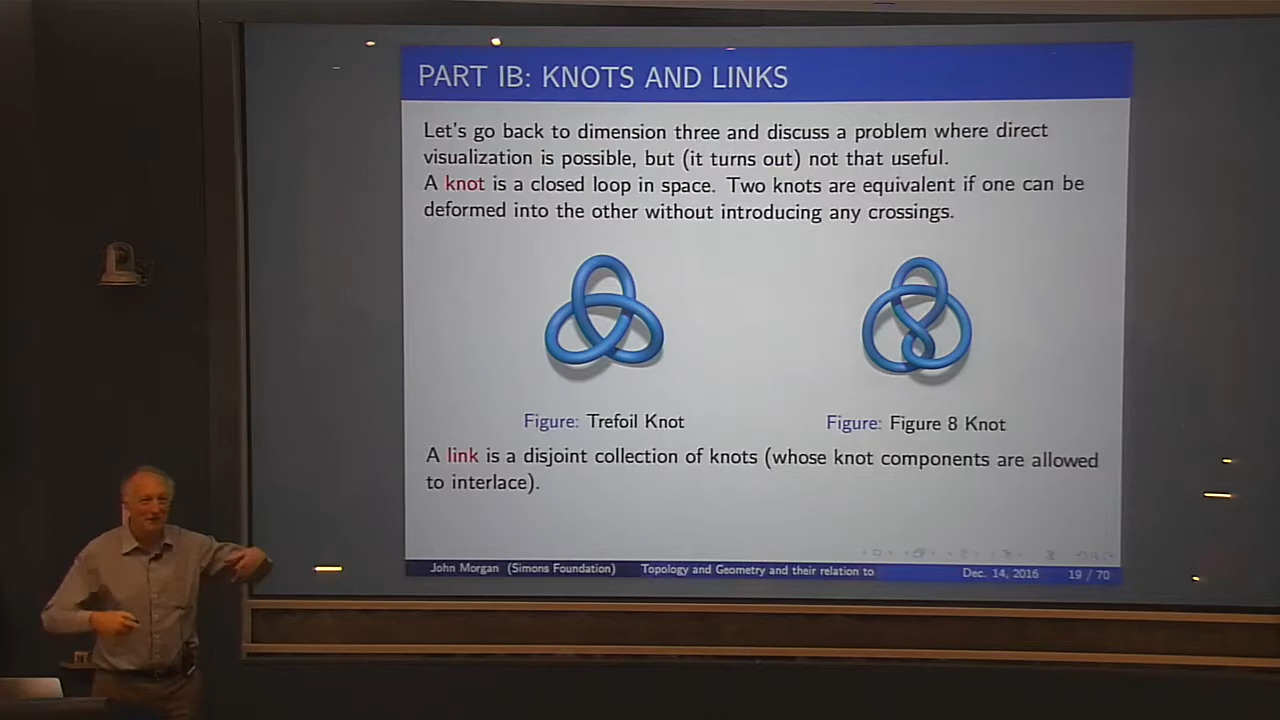 PART IB: KNOTS AND LINKS
Let's go back to dimension three and discuss a problem where direct
visualization is possible, but (it turns out) not that useful.
A knot is a closed loop in space. Two knots are equivalent if one can be
deformed into the other without introducing any crossings.
Figure: Trefoil Knot
Figure: Figure 8 Knot
A link is a disjoint collection of knots (whose knot components are allowed
to interlace).
John Morgan (Simons Foundation) Topology and Geometry and their relation to Dec. 14, 2016 19 / 70